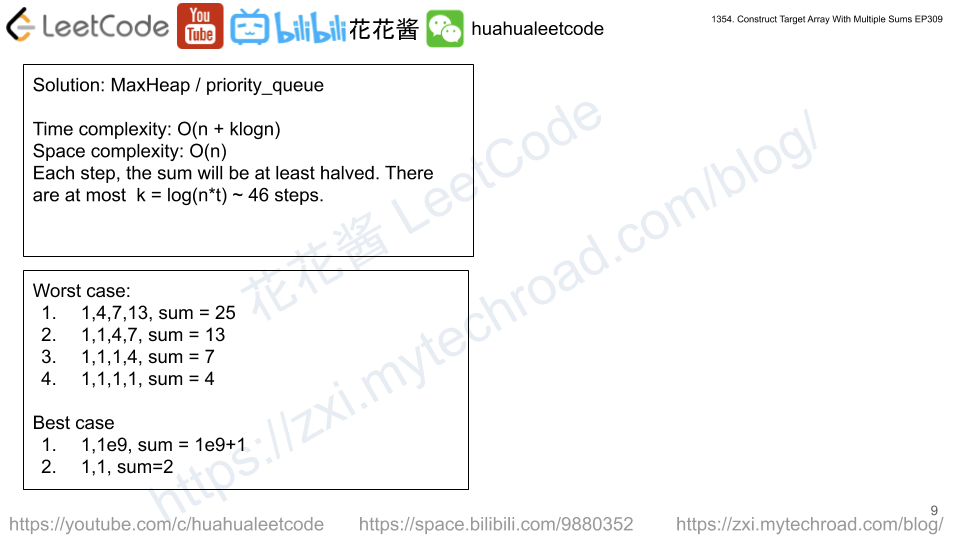 LeetCode You Tube bilibili 花花酱 huahualeetcode
1354. Construct Target Array With Multiple Sums EP309
Solution: MaxHeap / priority_queue
Time complexity: O(n + klogn)
Space complexity: O(n)
Each step, the sum will be at least halved. There
are at most  k = log(n*t) ~ 46 steps.
Worst case:
1. 1,4,7,13, sum = 25
2. 1,1,4,7, sum = 13
3. 1,1,1,4, sum = 7
4. 1,1,1,1, sum = 4
Best case
1. 1,1e9, sum = 1e9+1
2. 1,1, sum=2
花花酱 LeetCode
https://zxi.mytechroad.com/blog/
9
https://youtube.com/c/huahualeetcode https://space.bilibili.com/9880352 https://zxi.mytechroad.com/blog/